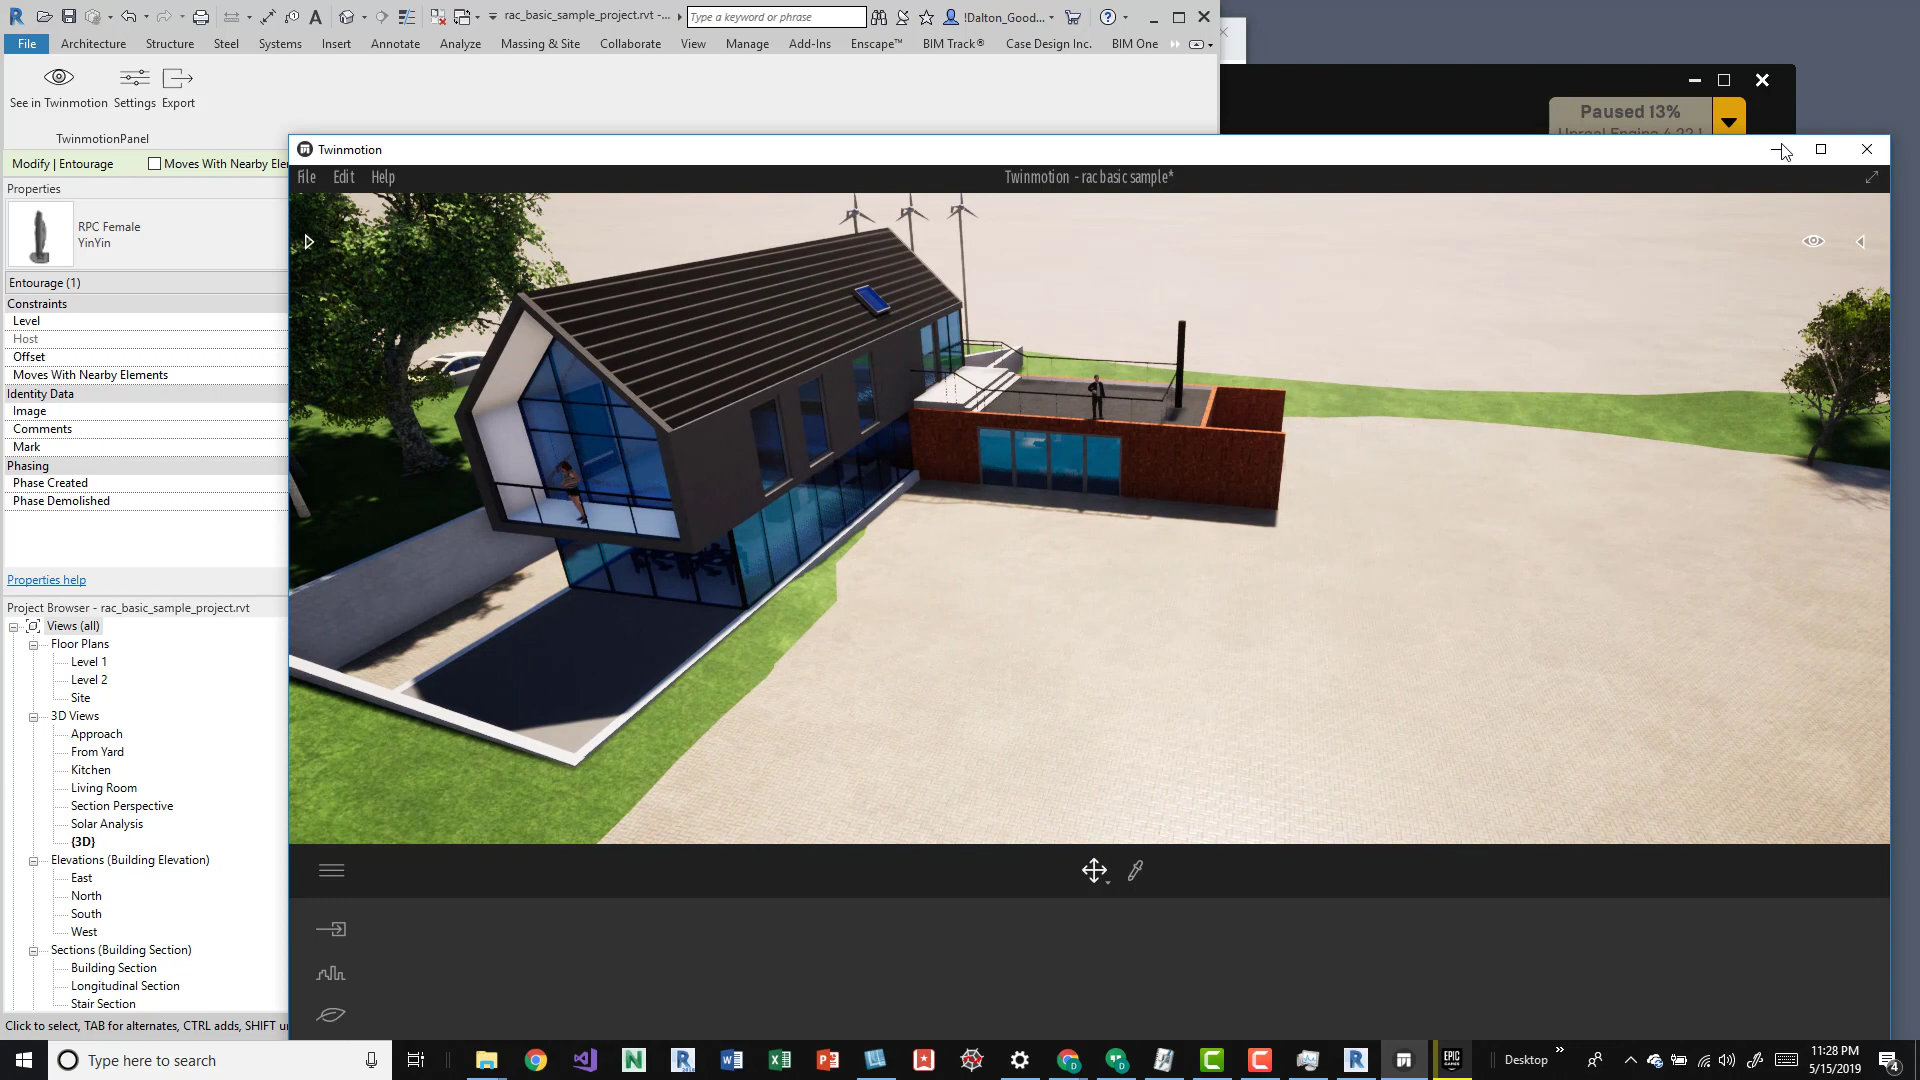 rac_basic_sample_project.rvt -...
Type a keyword or phrase
!Dalton_Good...
File Architecture Structure Steel Systems Insert Annotate Analyze Massing & Site Collaborate View Manage Add-Ins Enscape™ BIM Track® Case Design Inc. BIM One
See in Twinmotion Settings Export
TwinmotionPanel
Paused 13%
Modify | Entourage Moves With Nearby Ele
Properties
RPC Female
YinYin
Entourage (1)
Constraints
Level
Host
Offset
Moves With Nearby Elements
Identity Data
Image
Comments
Mark
Phasing
Phase Created
Phase Demolished
Properties help
Project Browser - rac_basic_sample_project.rvt
Views (all)
Floor Plans
Level 1
Level 2
Site
3D Views
Approach
From Yard
Kitchen
Living Room
Section Perspective
Solar Analysis
{3D}
Elevations (Building Elevation)
East
North
South
West
Sections (Building Section)
Building Section
Longitudinal Section
Stair Section
Click to select, TAB for alternates, CTRL adds, SHIFT u
Twinmotion
File Edit Help
Twinmotion - rac basic sample*
Type here to search
EPIC GAMES
Desktop
11:28 PM
5/15/2019
4